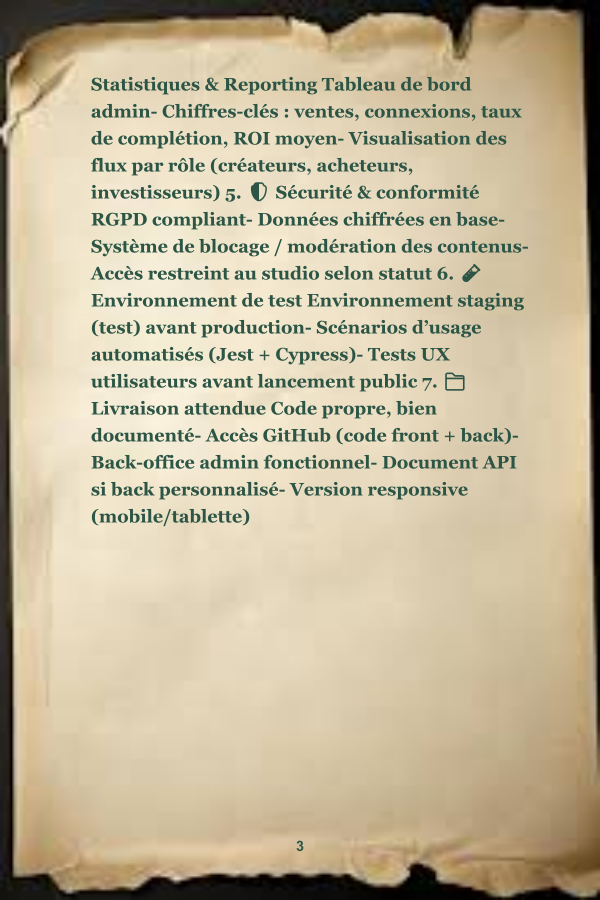 Statistiques & Reporting Tableau de bord
admin- Chiffres-clés : ventes, connexions, taux
de complétion, ROI moyen- Visualisation des
flux par rôle (créateurs, acheteurs,
investisseurs) 5. Sécurité & conformité
RGPD compliant- Données chiffrées en base-
Système de blocage / modération des contenus-
Accès restreint au studio selon statut 6.
Environnement de test Environnement staging
(test) avant production- Scénarios d’usage
automatisés (Jest + Cypress)- Tests UX
utilisateurs avant lancement public 7.
Livraison attendue Code propre, bien
documenté- Accès GitHub (code front + back)-
Back-office admin fonctionnel- Document API
si back personnalisé- Version responsive
(mobile/tablette)
3